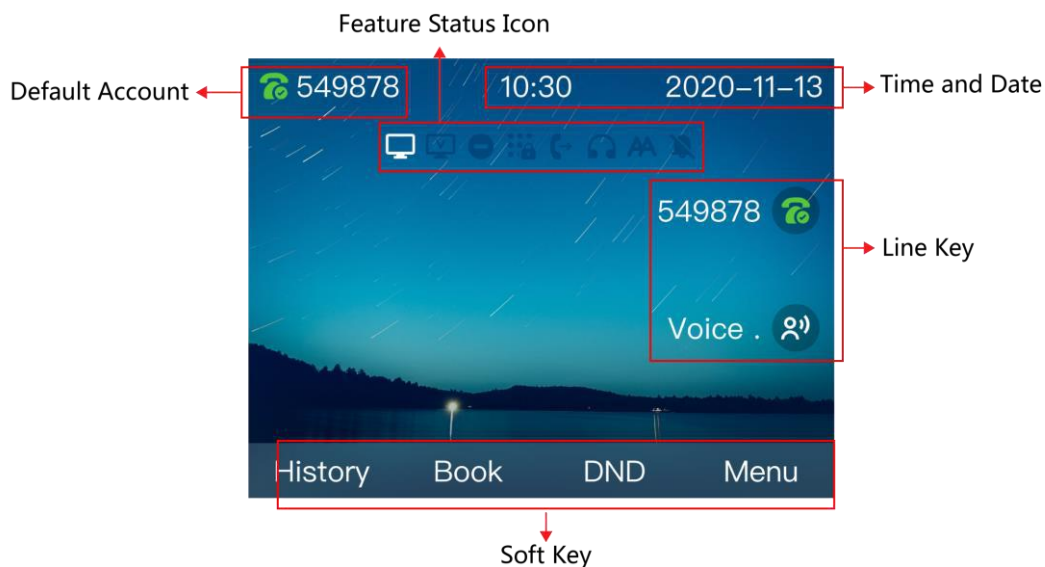 Feature Status Icon
Default Account
549878
10:30
2020-11-13
Time and Date
549878
Line Key
Voice .
History
Book
DND
Menu
Soft Key